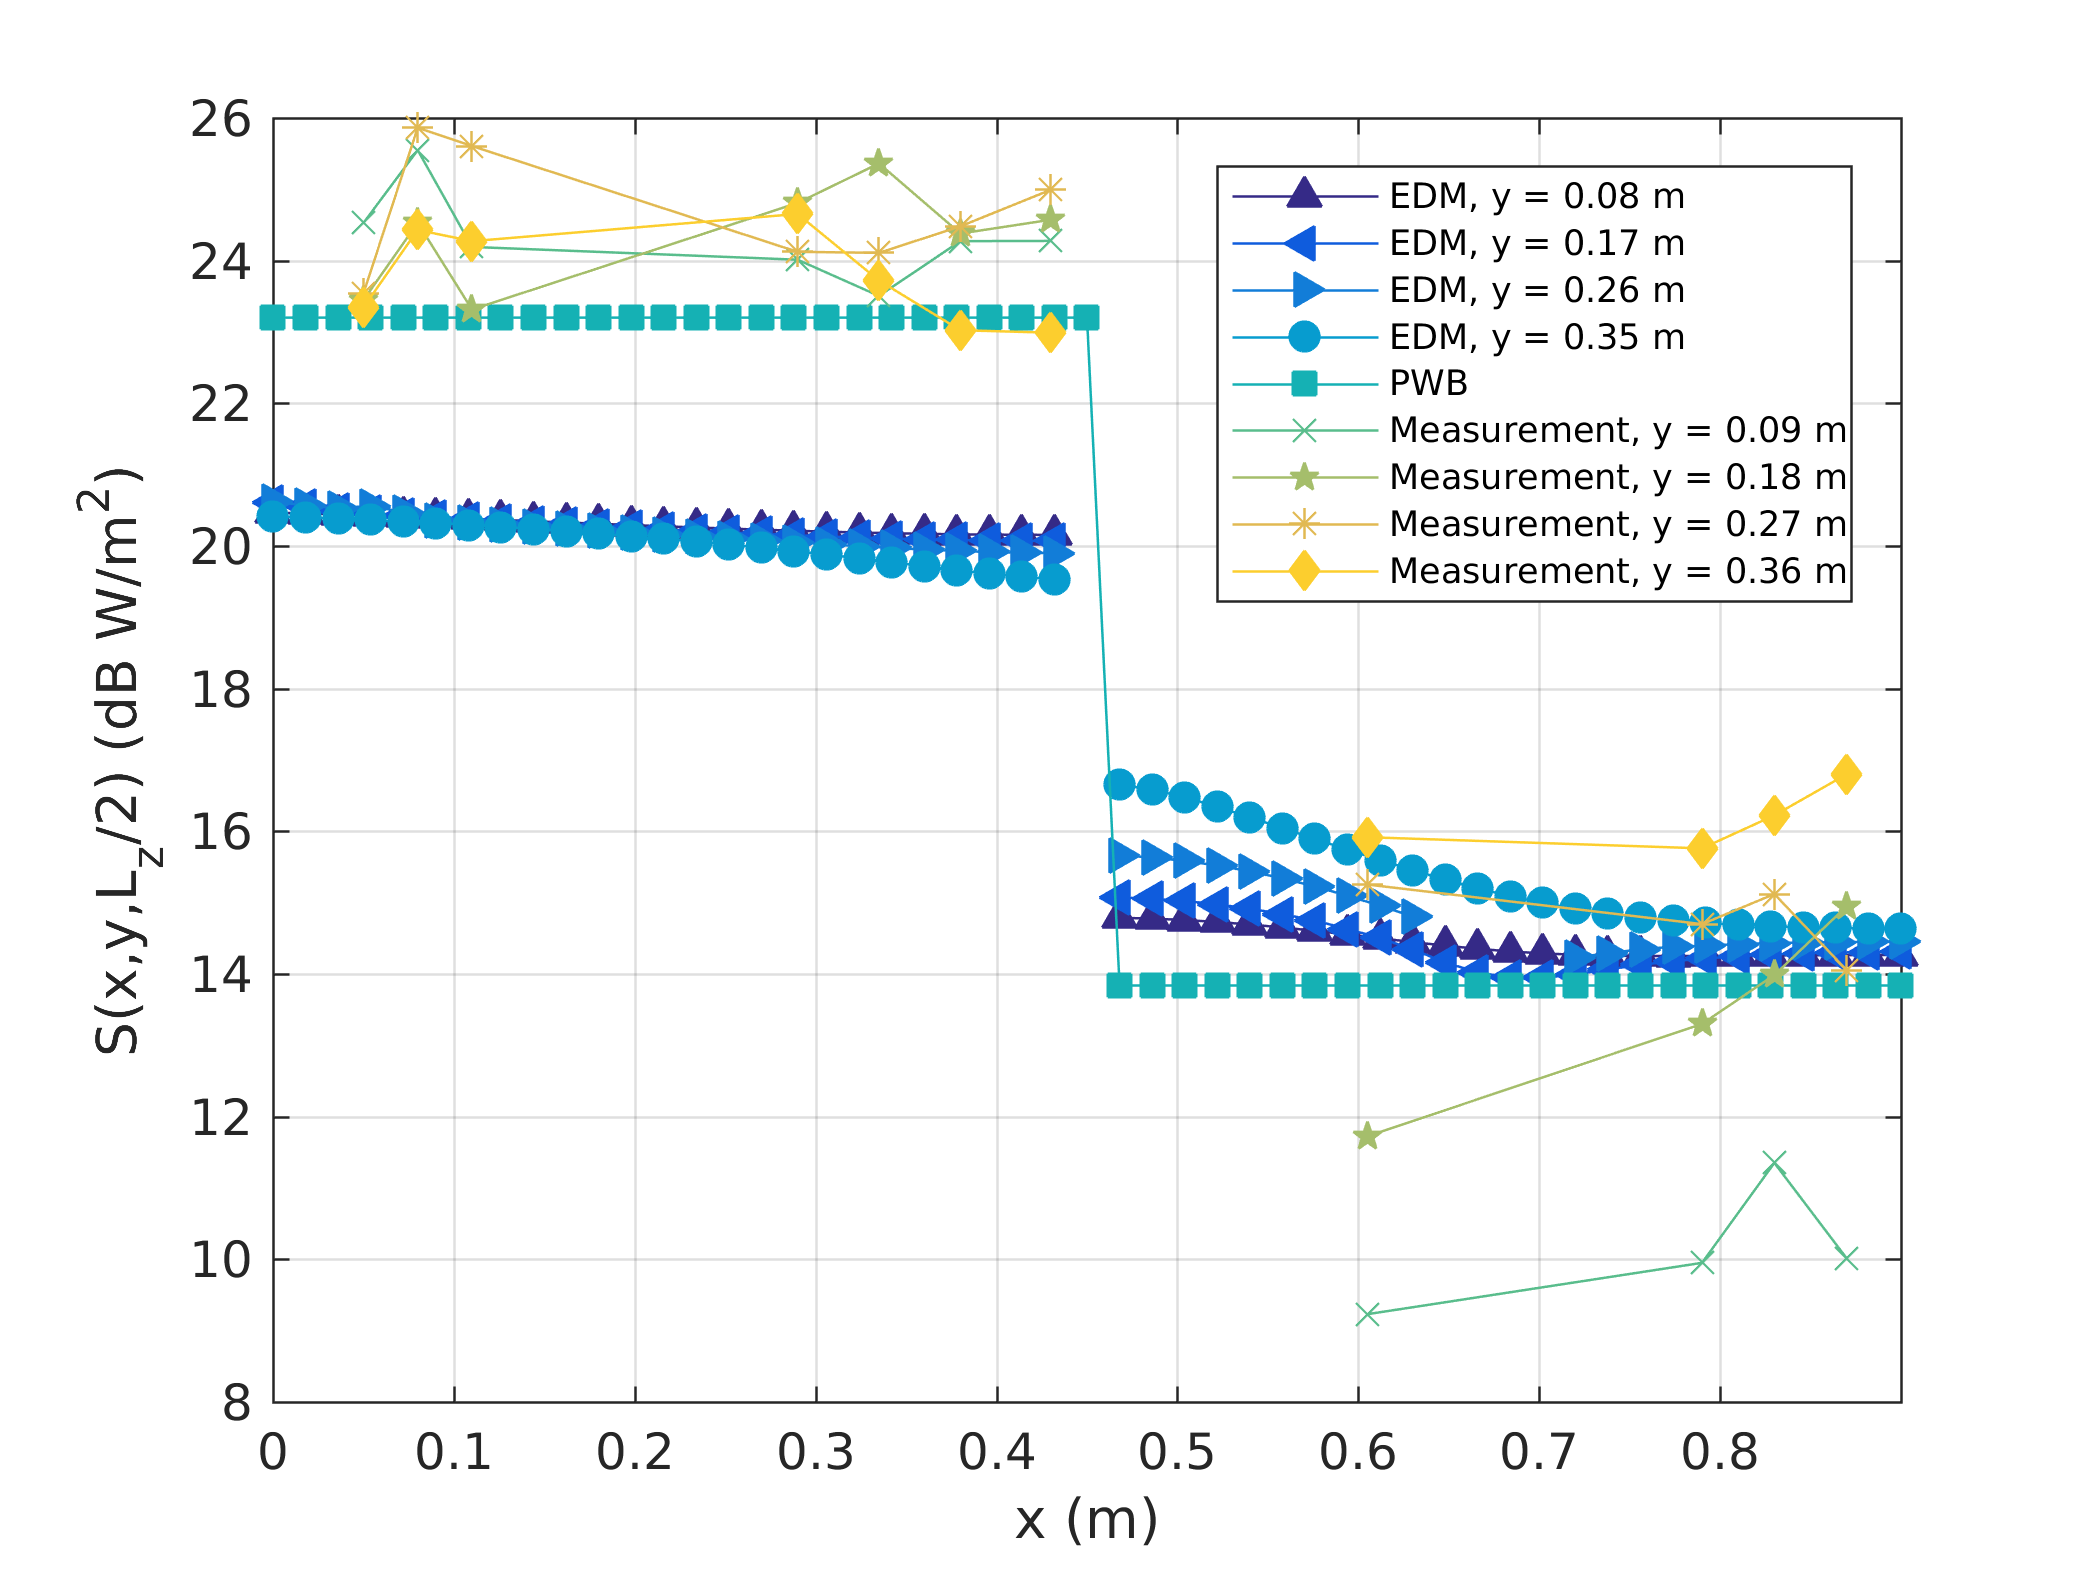 26
24
22
20
18
16
14
12
10
8
S(x,y,L_z/2) (dB W/m^2)
EDM, y = 0.08 m
EDM, y = 0.17 m
EDM, y = 0.26 m
EDM, y = 0.35 m
PWB
Measurement, y = 0.09 m
Measurement, y = 0.18 m
Measurement, y = 0.27 m
Measurement, y = 0.36 m
0 0.1 0.2 0.3 0.4 0.5 0.6 0.7 0.8
x (m)